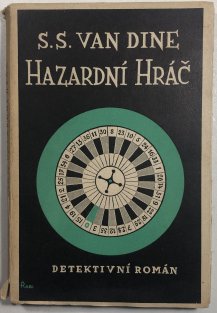 S.S. VAN DINE
HAZARDNÍ HRÁČ
DETEKTIVNÍ ROMÁN